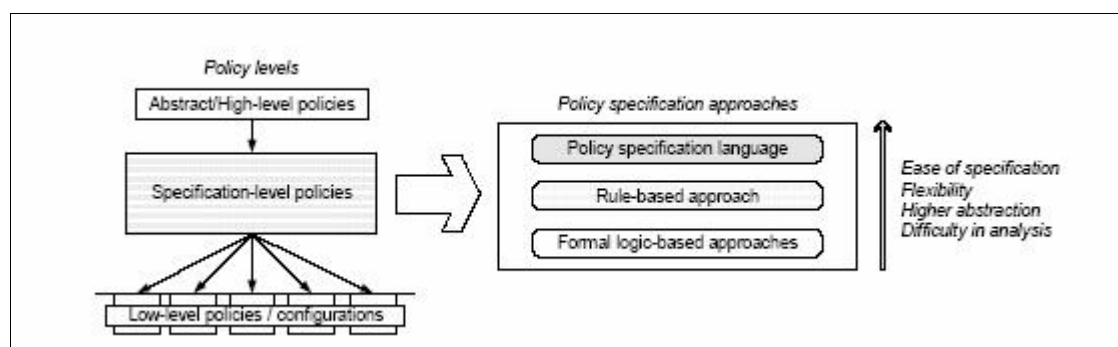 Policy levels
Abstract/High-level policies
Specification-level policies
Low-level policies / configurations
Policy specification approaches
Policy specification language
Rule-based approach
Formal logic-based approaches
Ease of specification
Flexibility
Higher abstraction
Difficulty in analysis